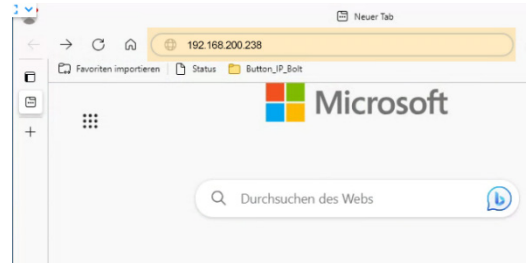 Neuer Tab
192.168.200.238
Favoriten importieren Status Button_IP_Bolt
Microsoft
Durchsuchen des Webs